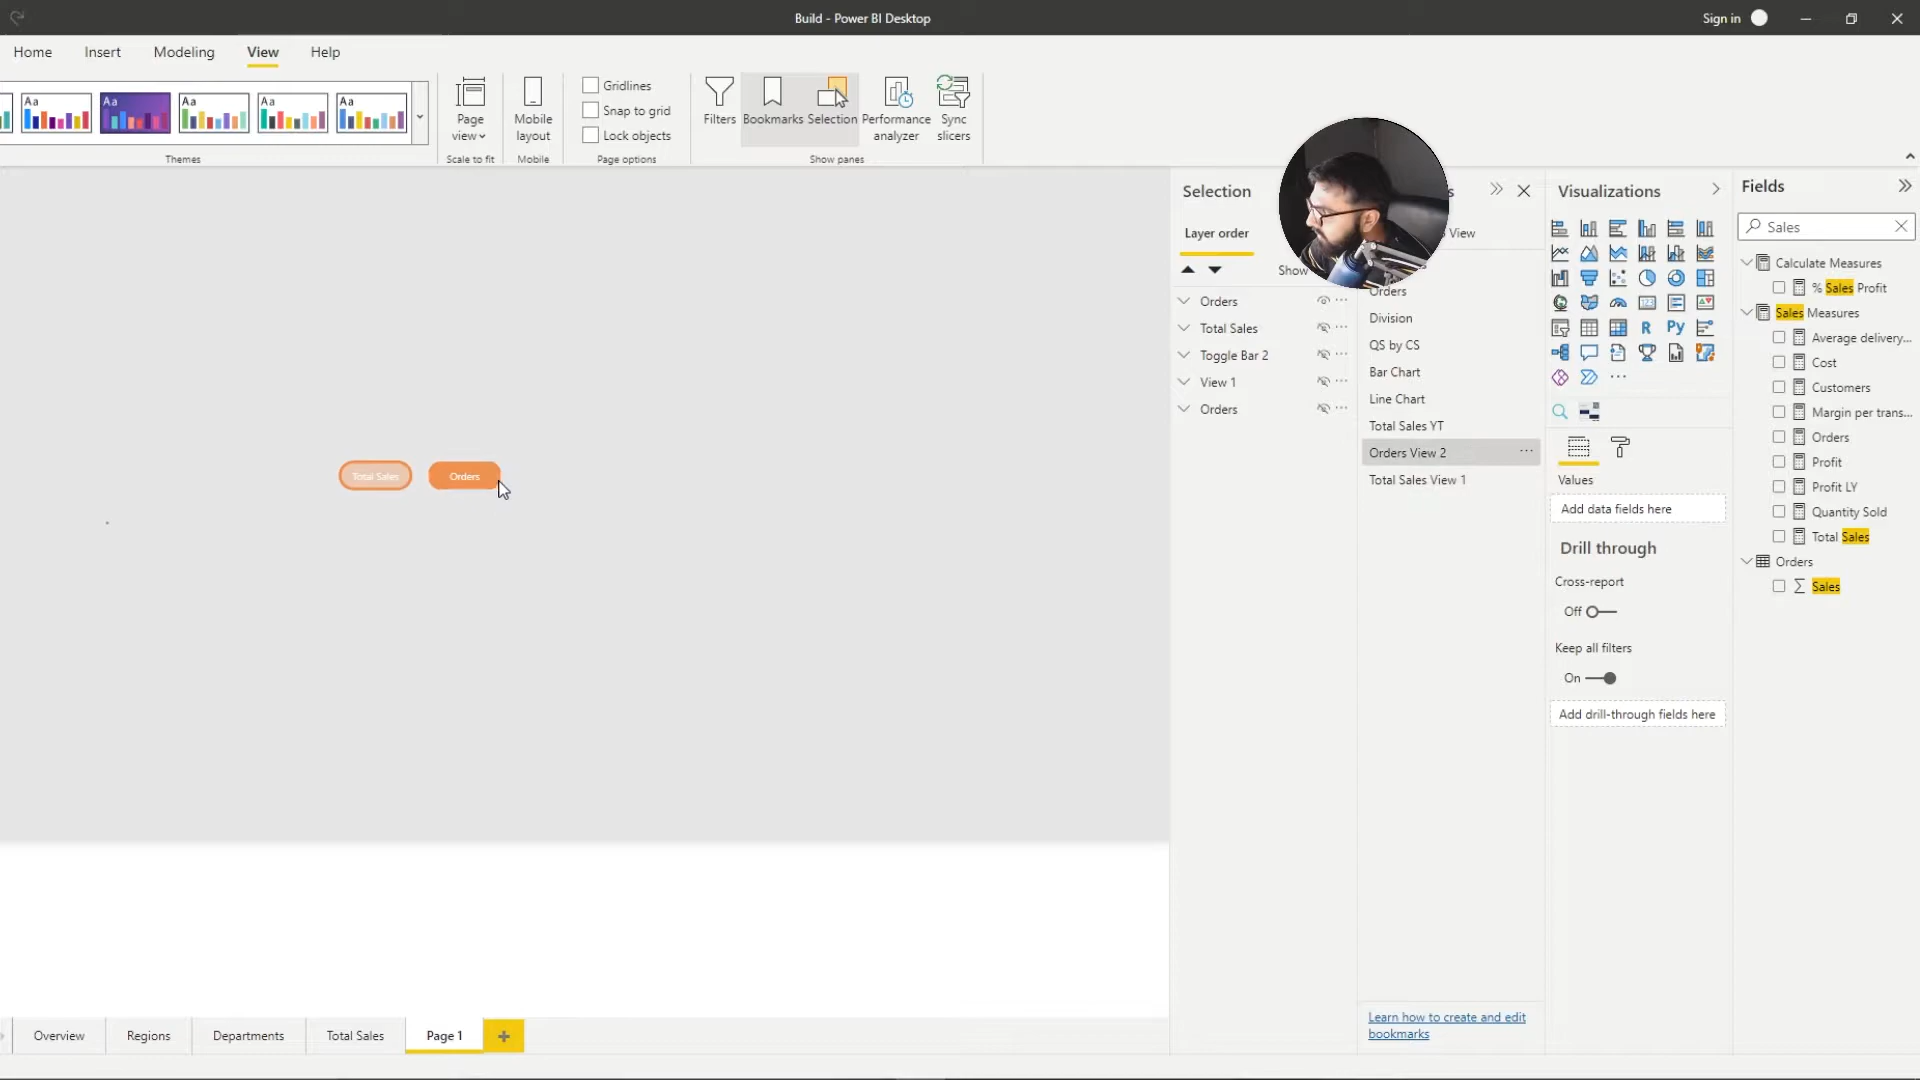 Build - Power BI Desktop
Sign in
Home
Insert
Modeling
View
Help
Aa
Aa
Aa
Aa
Aa
Themes
Page
view
Scale to fit
Mobile
layout
Mobile
Gridlines
Snap to grid
Lock objects
Page options
Filters
Bookmarks
Selection
Performance
analyzer
Sync
slicers
Show panes
Total Sales
Orders
Selection
Layer order
Show
Orders
Total Sales
Toggle Bar 2
View 1
Orders
s
View
Orders
Division
QS by CS
Bar Chart
Line Chart
Total Sales YT
Orders View 2
Total Sales View 1
Learn how to create and edit
bookmarks
Visualizations
123
R
Py
Values
Add data fields here
Drill through
Cross-report
Off
Keep all filters
On
Add drill-through fields here
Fields
Sales
Calculate Measures
% Sales Profit
Sales Measures
Average delivery...
Cost
Customers
Margin per trans...
Orders
Profit
Profit LY
Quantity Sold
Total Sales
Orders
Sales
Overview
Regions
Departments
Total Sales
Page 1